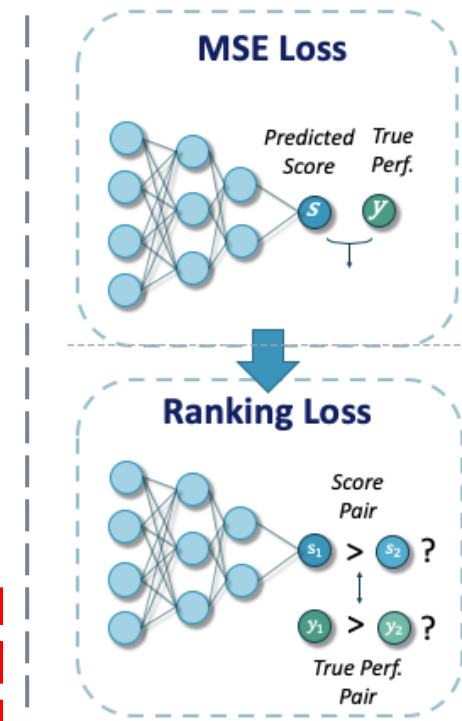 MSE Loss
Predicted True
Score Perf.
s y
Ranking Loss
Score
Pair
s₁ > s₂ ?
y₁ > y₂ ?
True Perf.
Pair